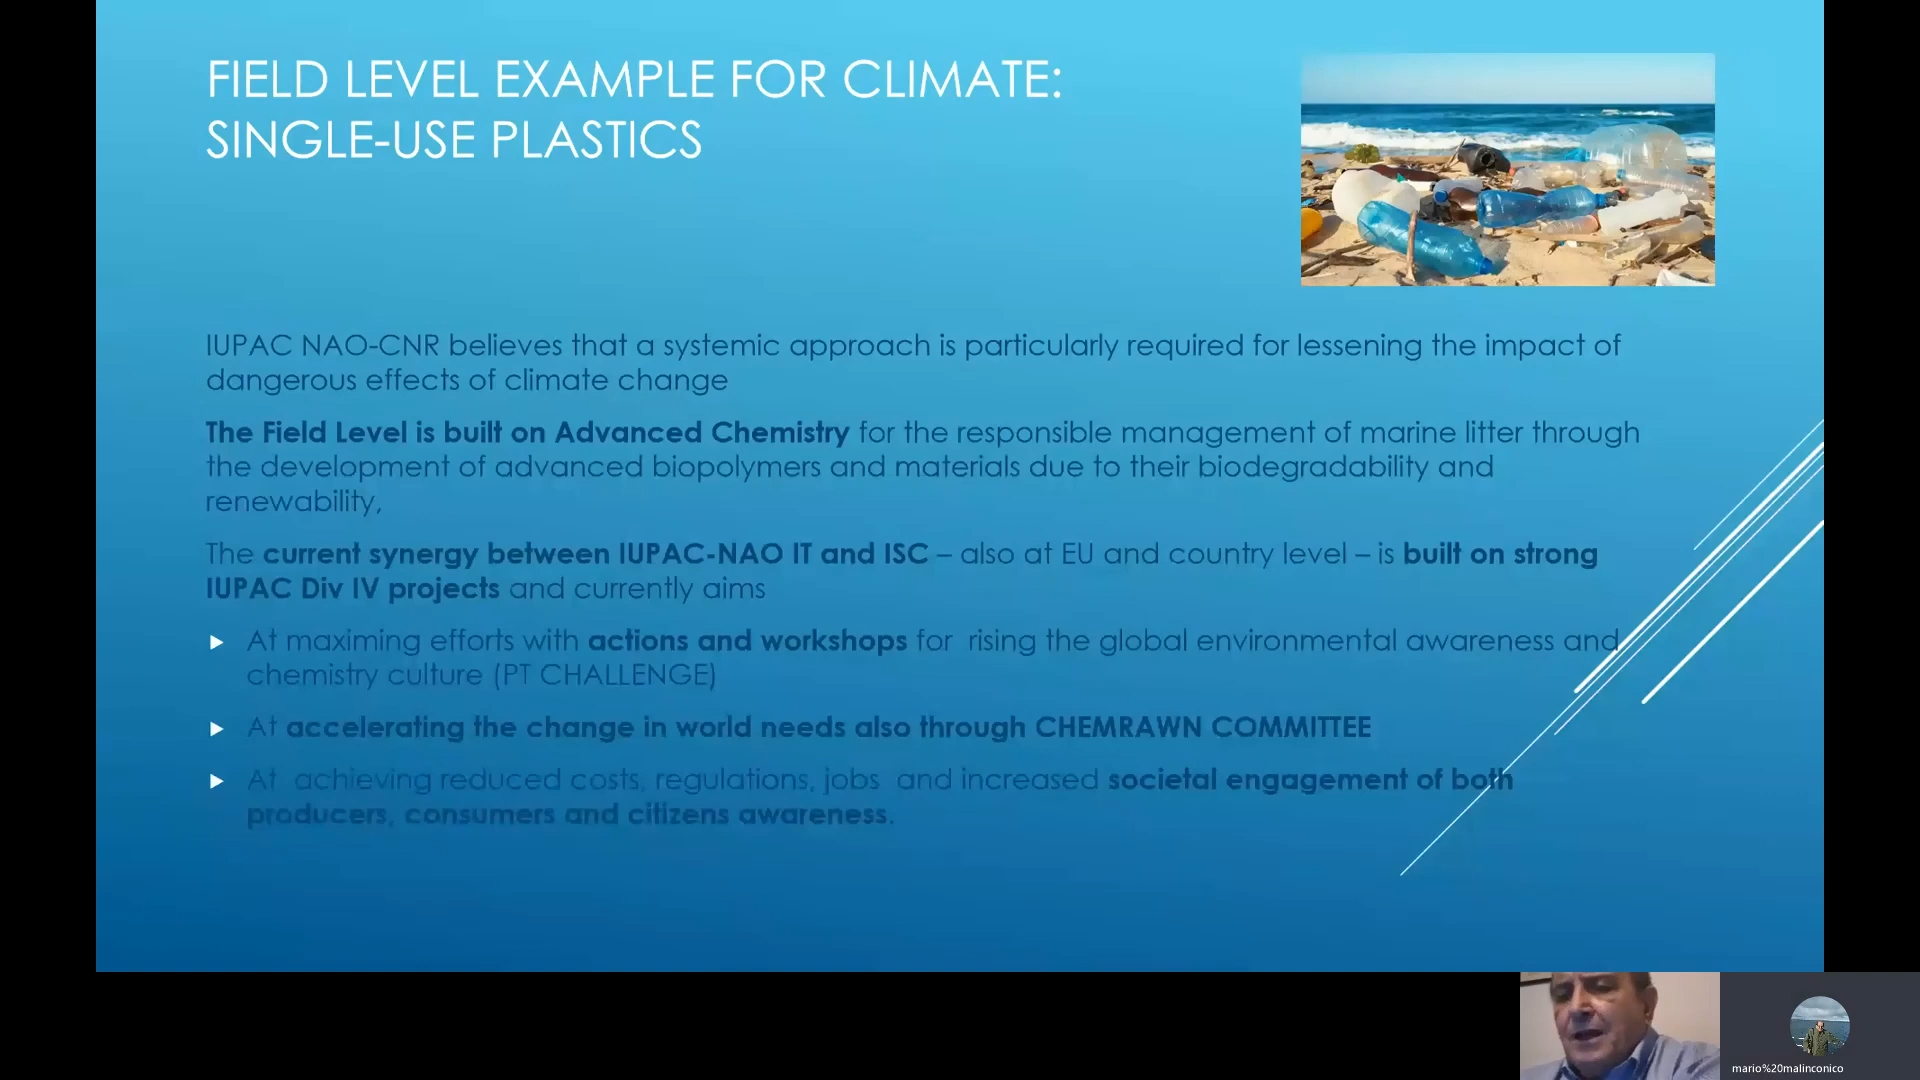 FIELD LEVEL EXAMPLE FOR CLIMATE:
SINGLE-USE PLASTICS
IUPAC NAO-CNR believes that a systemic approach is particularly required for lessening the impact of
dangerous effects of climate change
The Field Level is built on Advanced Chemistry for the responsible management of marine litter through
the development of advanced biopolymers and materials due to their biodegradability and
renewability,
The current synergy between IUPAC-NAO IT and ISC – also at EU and country level – is built on strong
IUPAC Div IV projects and currently aims
At maximing efforts with actions and workshops for rising the global environmental awareness and
chemistry culture (PT CHALLENGE)
At accelerating the change in world needs also through CHEMRAWN COMMITTEE
At achieving reduced costs, regulations, jobs and increased societal engagement of both
producers, consumers and citizens awareness.
mario%20malinconico